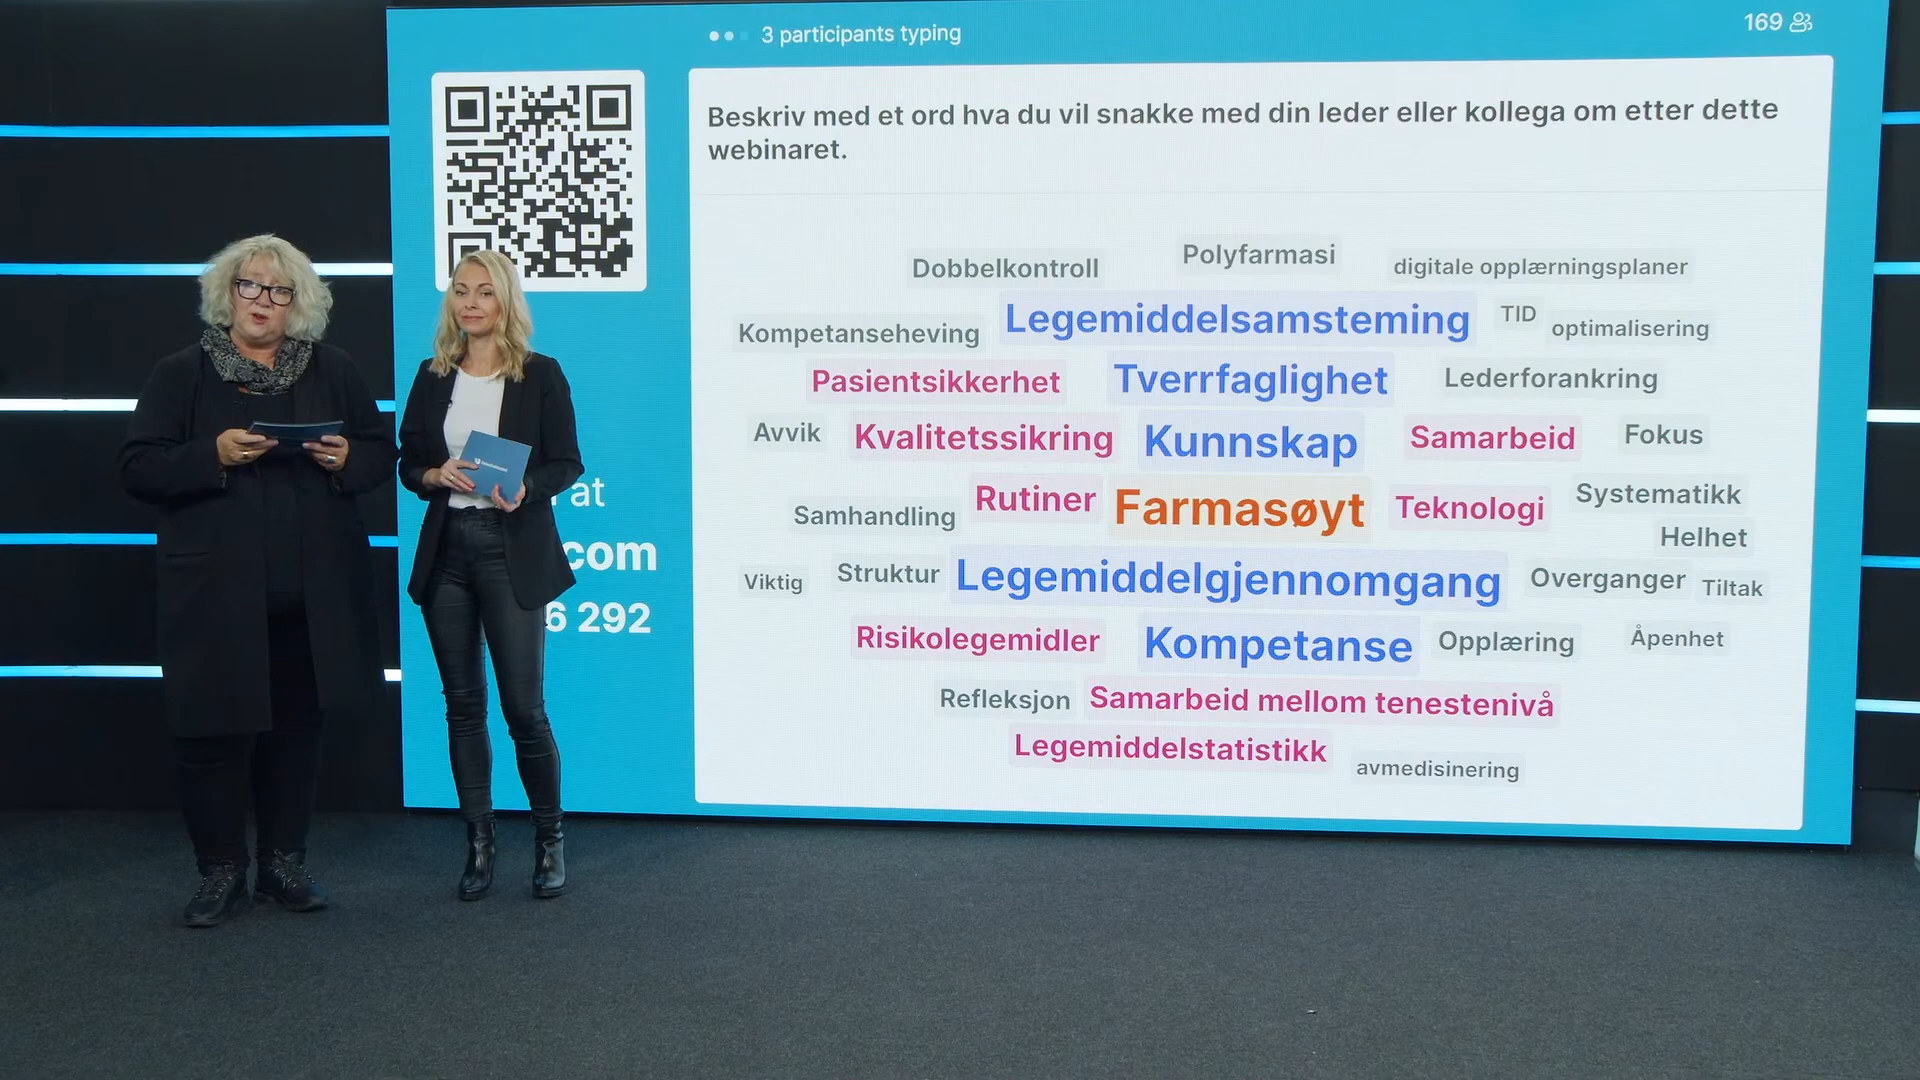 3 participants typing
169
Beskriv med et ord hva du vil snakke med din leder eller kollega om etter dette
webinaret.
Dobbelkontroll
Polyfarmasi
digitale opplærningsplaner
Kompetanseheving
Legemiddelsamsteming
TID
optimalisering
Pasientsikkerhet
Tverrfaglighet
Lederforankring
Avvik
Kvalitetssikring
Kunnskap
Samarbeid
Fokus
Samhandling
Rutiner
Farmasøyt
Teknologi
Systematikk
Helhet
Viktig
Struktur
Legemiddelgjennomgang
Overganger
Tiltak
Risikolegemidler
Kompetanse
Opplæring
Åpenhet
Refleksjon
Samarbeid mellom tenestenivå
Legemiddelstatistikk
avmedisinering
at
com
6 292